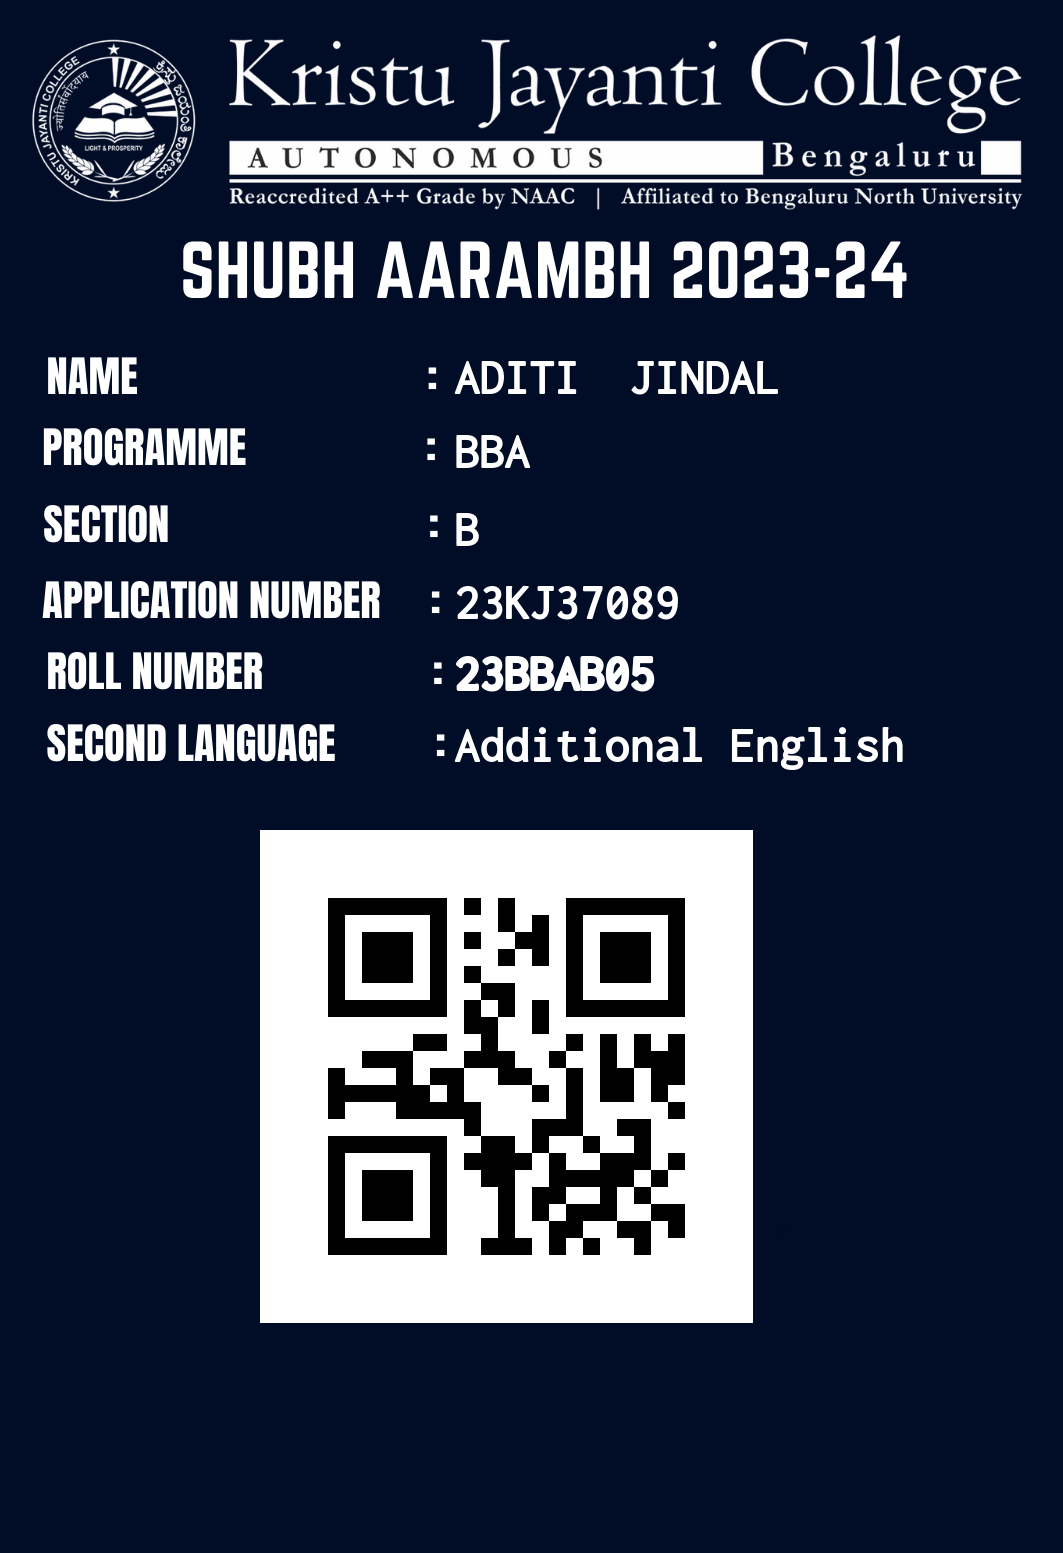 Kristu Jayanti College
AUTONOMOUS Bengaluru
Reaccredited A++ Grade by NAAC | Affiliated to Bengaluru North University
KRISTU JAYANTI COLLEGE
LIGHT & PROSPERITY
SHUBH AARAMBH 2023-24
NAME : ADITI JINDAL
PROGRAMME : BBA
SECTION : B
APPLICATION NUMBER : 23KJ37089
ROLL NUMBER : 23BBAB05
SECOND LANGUAGE : Additional English